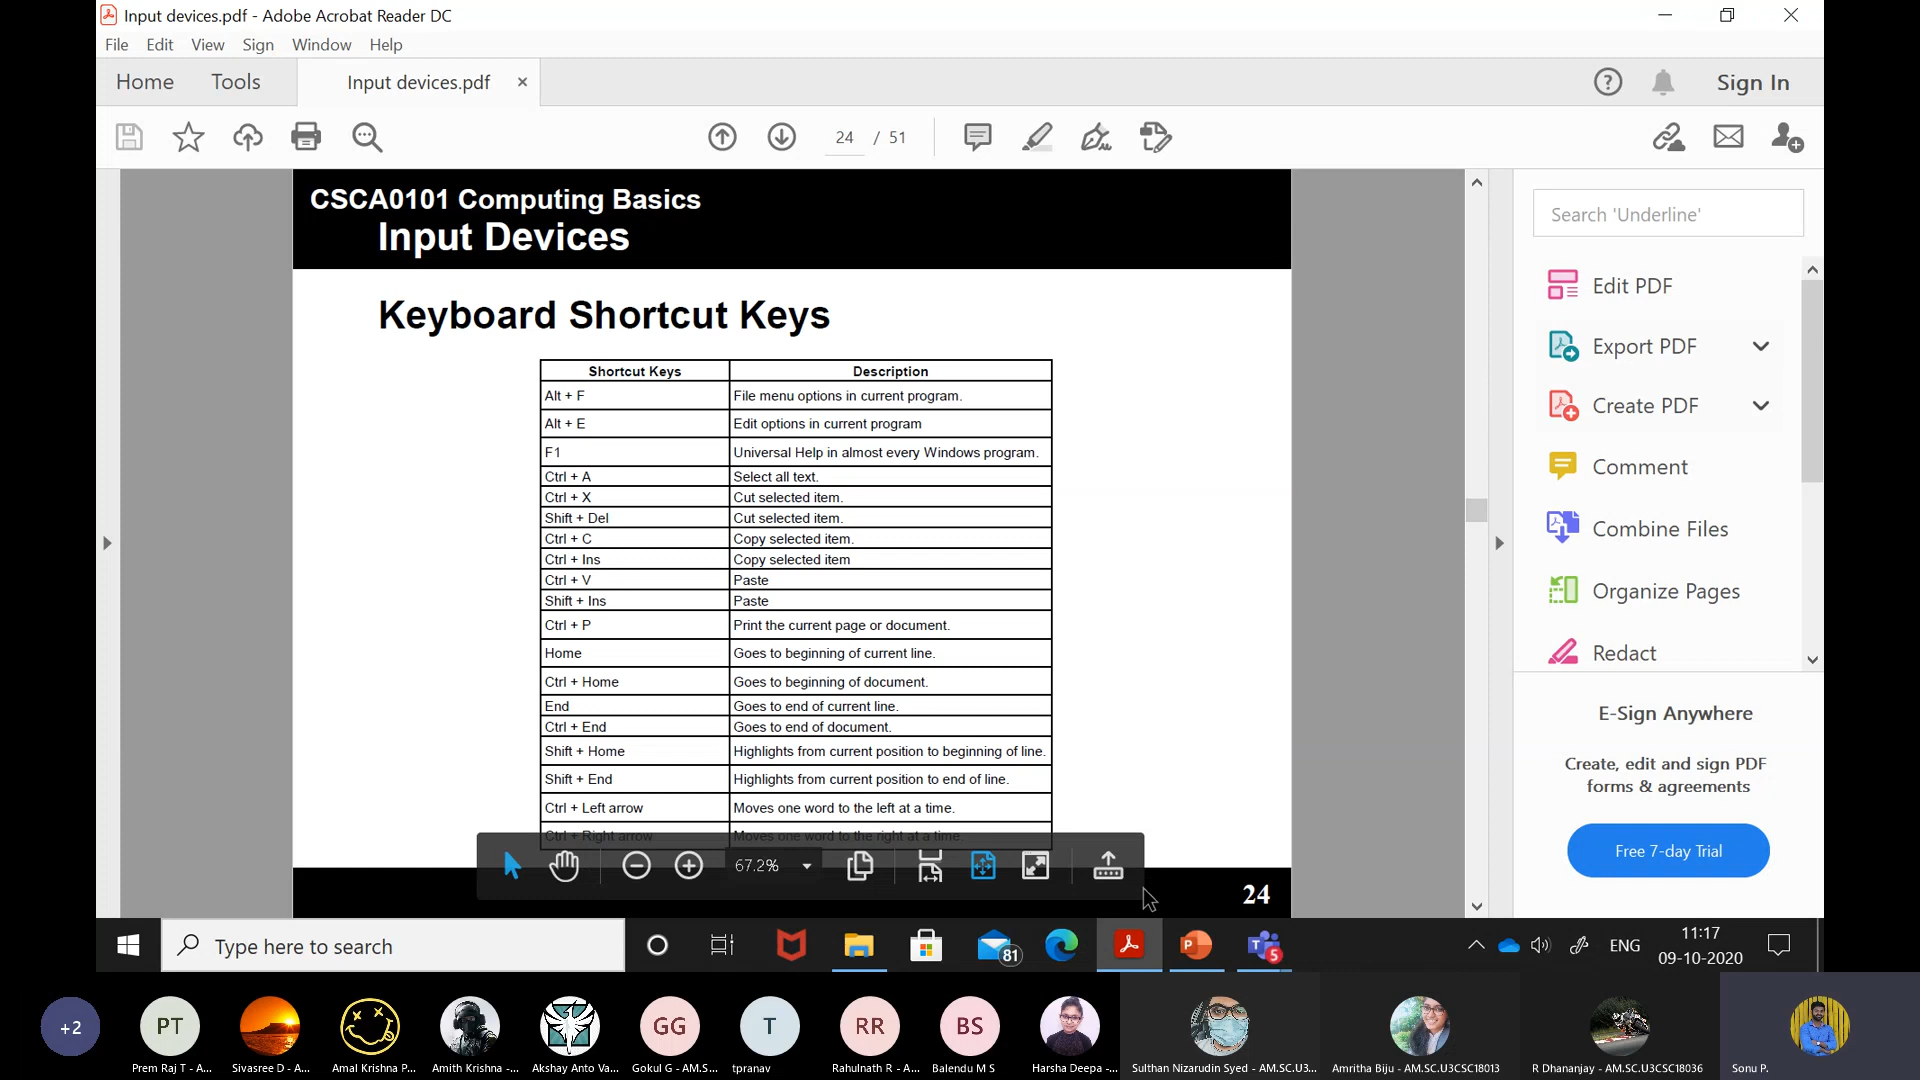 Input devices.pdf - Adobe Acrobat Reader DC
File Edit View Sign Window Help
Home Tools Input devices.pdf × Sign In
24 / 51
CSCA0101 Computing Basics
Input Devices
Keyboard Shortcut Keys
Shortcut Keys Description
Alt + F File menu options in current program.
Alt + E Edit options in current program
F1 Universal Help in almost every Windows program.
Ctrl + A Select all text.
Ctrl + X Cut selected item.
Shift + Del Cut selected item.
Ctrl + C Copy selected item.
Ctrl + Ins Copy selected item
Ctrl + V Paste
Shift + Ins Paste
Ctrl + P Print the current page or document.
Home Goes to beginning of current line.
Ctrl + Home Goes to beginning of document.
End Goes to end of current line.
Ctrl + End Goes to end of document.
Shift + Home Highlights from current position to beginning of line.
Shift + End Highlights from current position to end of line.
Ctrl + Left arrow Moves one word to the left at a time.
Ctrl + Right arrow Moves one word to the right at a time.
67.2%
24
Search 'Underline'
Edit PDF
Export PDF
Create PDF
Comment
Combine Files
Organize Pages
Redact
E-Sign Anywhere
Create, edit and sign PDF
forms & agreements
Free 7-day Trial
Type here to search
81
P
5
ENG
11:17
09-10-2020
+2 PT GG T RR BS
Prem Raj T - A... Sivasree D - A... Amal Krishna P... Amith Krishna -... Akshay Anto Va... Gokul G - AM.S... tpranav Rahulnath R - A... Balendu M S Harsha Deepa -... Sulthan Nizarudin Syed - AM.SC.U3... Amritha Biju - AM.SC.U3CSC18013 R Dhananjay - AM.SC.U3CSC18036 Sonu P.